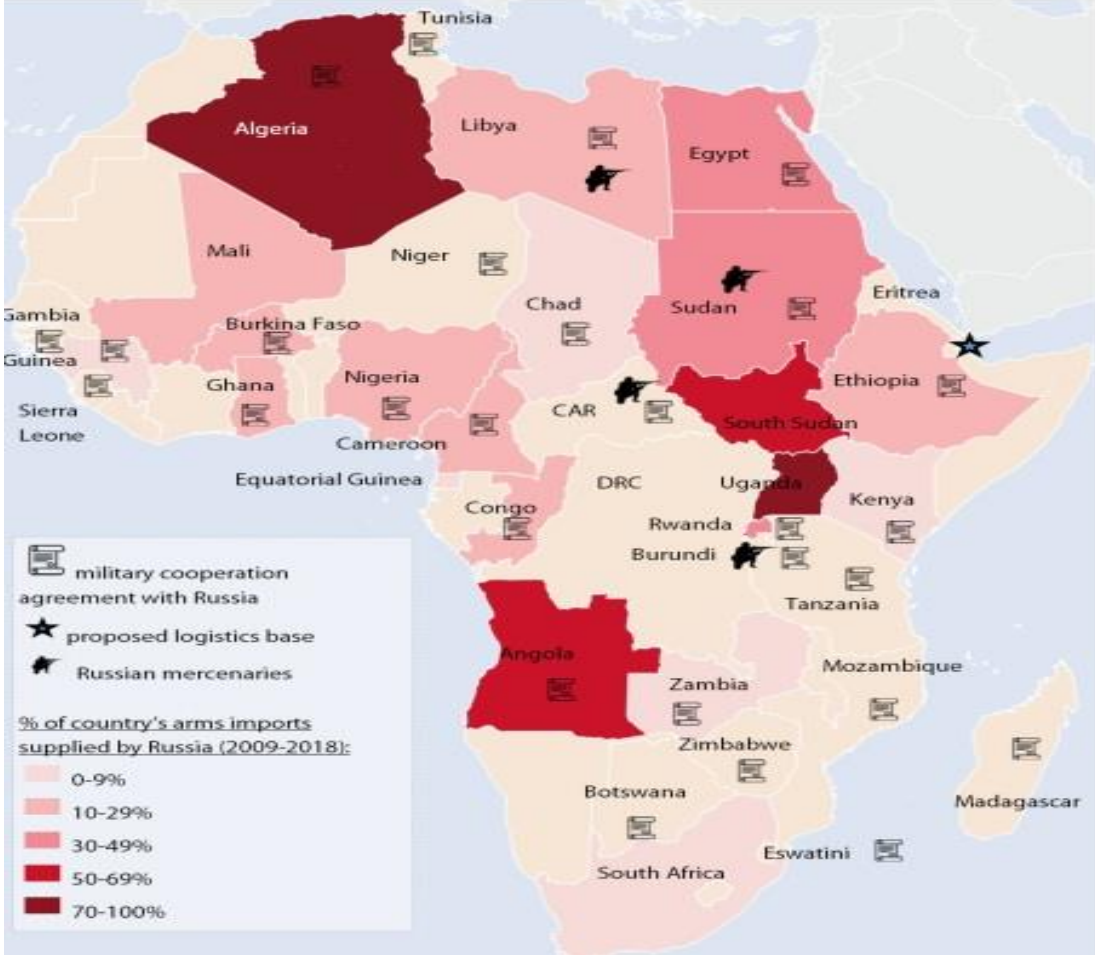 Tunisia
Algeria
Libya
Egypt
Mali
Niger
Chad
Sudan
Eritrea
Gambia
Burkina Faso
Guinea
Ghana
Nigeria
Ethiopia
Sierra
Leone
CAR
South Sudan
Cameroon
Equatorial Guinea
DRC
Uganda
Kenya
Congo
Rwanda
Burundi
Tanzania
Angola
Zambia
Mozambique
Zimbabwe
Botswana
Madagascar
Eswatini
South Africa
military cooperation
agreement with Russia
proposed logistics base
Russian mercenaries
% of country's arms imports
supplied by Russia (2009-2018):
0-9%
10-29%
30-49%
50-69%
70-100%